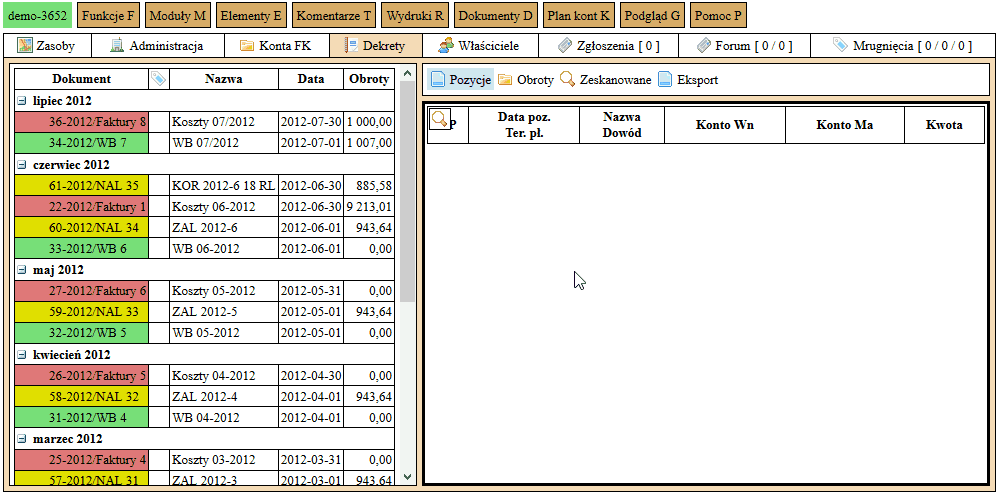 demo-3652 Funkcje F Moduły M Elementy E Komentarze T Wydruki R Dokumenty D Plan kont K Podgląd G Pomoc P
Zasoby Administracja Konta FK Dekrety Właściciele Zgłoszenia [ 0 ] Forum [ 0 / 0 ] Mrugnięcia [ 0 / 0 / 0 ]
Dokument Nazwa Data Obroty
lipiec 2012
36-2012/Faktury 8 Koszty 07/2012 2012-07-30 1 000,00
34-2012/WB 7 WB 07/2012 2012-07-01 1 007,00
czerwiec 2012
61-2012/NAL 35 KOR 2012-6 18 RL 2012-06-30 885,58
22-2012/Faktury 1 Koszty 06-2012 2012-06-30 9 213,01
60-2012/NAL 34 ZAL 2012-6 2012-06-01 943,64
33-2012/WB 6 WB 06-2012 2012-06-01 0,00
maj 2012
27-2012/Faktury 6 Koszty 05-2012 2012-05-31 0,00
59-2012/NAL 33 ZAL 2012-5 2012-05-01 943,64
32-2012/WB 5 WB 05-2012 2012-05-01 0,00
kwiecień 2012
26-2012/Faktury 5 Koszty 04-2012 2012-04-30 0,00
58-2012/NAL 32 ZAL 2012-4 2012-04-01 943,64
31-2012/WB 4 WB 04-2012 2012-04-01 0,00
marzec 2012
25-2012/Faktury 4 Koszty 03-2012 2012-03-31 0,00
57-2012/NAL 31 ZAL 2012-3 2012-03-01 943,64
Pozycje Obroty Zeskanowane Eksport
P Data poz. Nazwa Konto Wn Konto Ma Kwota
Ter. pł. Dowód